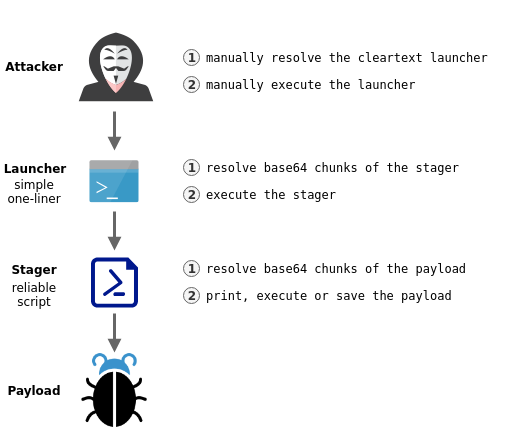 Attacker
1 manually resolve the cleartext launcher
2 manually execute the launcher
Launcher
simple
one-liner
1 resolve base64 chunks of the stager
2 execute the stager
>_
Stager
reliable
script
1 resolve base64 chunks of the payload
2 print, execute or save the payload
Payload